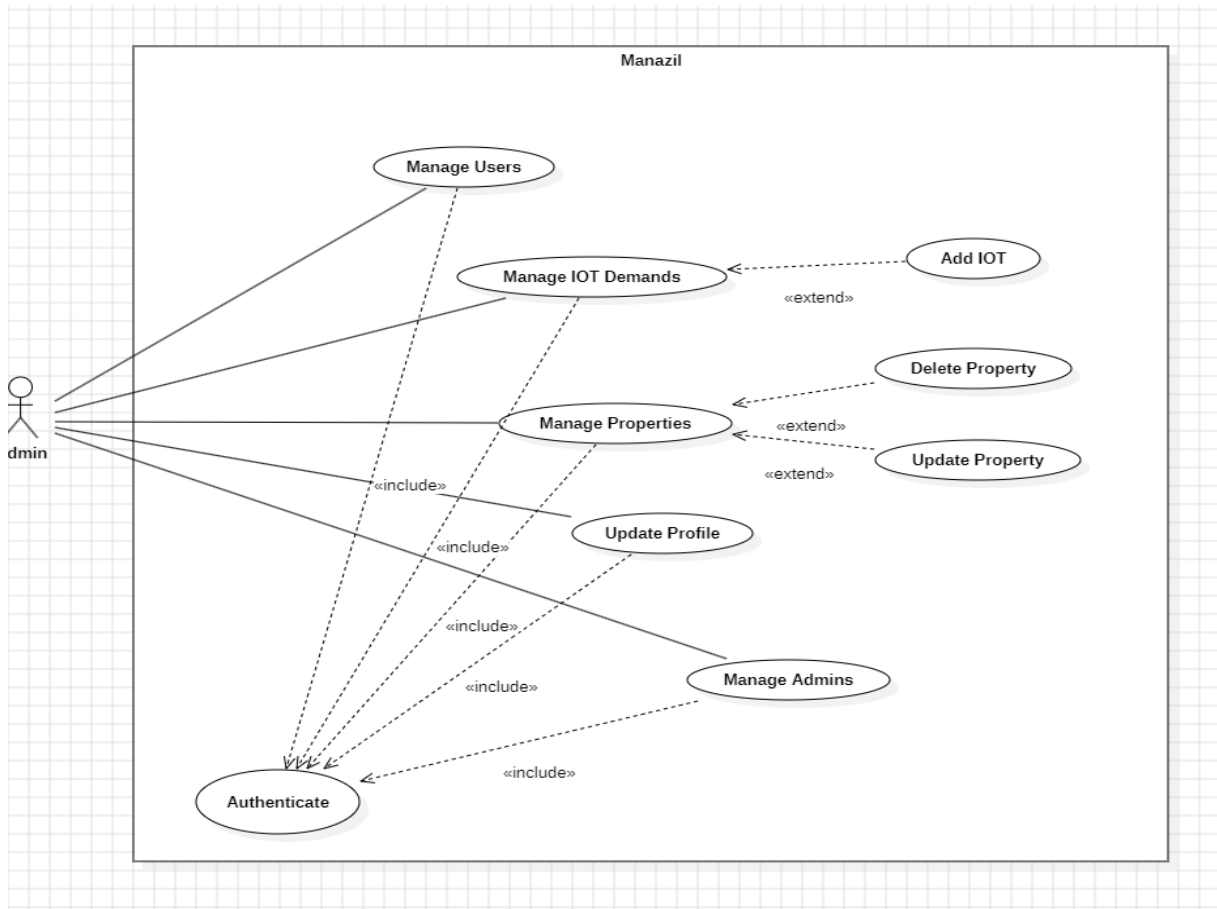 Manazil
Manage Users
Add IOT
Manage IOT Demands
«extend»
Delete Property
Manage Properties
«extend»
Update Property
dmin
«extend»
«include»
Update Profile
«include»
«include»
Manage Admins
«include»
«include»
Authenticate